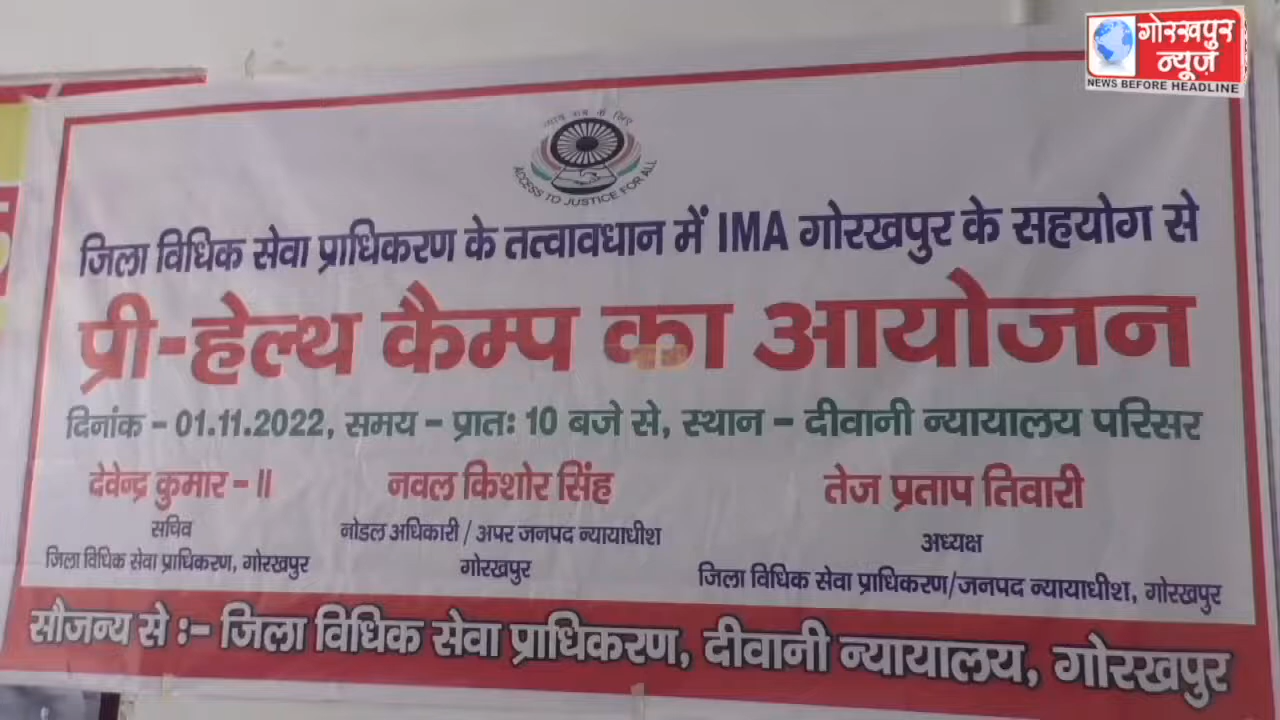 गोरखपुर
न्यूज़
NEWS BEFORE HEADLINE
न्याय सब के लिए
ACCESS TO JUSTICE FOR ALL
जिला विधिक सेवा प्राधिकरण के तत्वावधान में IMA गोरखपुर के सहयोग से
प्री-हेल्थ कैम्प का आयोजन
दिनांक - 01.11.2022, समय - प्रातः 10 बजे से, स्थान - दीवानी न्यायालय परिसर
देवेन्द्र कुमार - II नवल किशोर सिंह तेज प्रताप तिवारी
सचिव नोडल अधिकारी / अपर जनपद न्यायाधीश अध्यक्ष
जिला विधिक सेवा प्राधिकरण, गोरखपुर गोरखपुर जिला विधिक सेवा प्राधिकरण/जनपद न्यायाधीश, गोरखपुर
सौजन्य से :- जिला विधिक सेवा प्राधिकरण, दीवानी न्यायालय, गोरखपुर